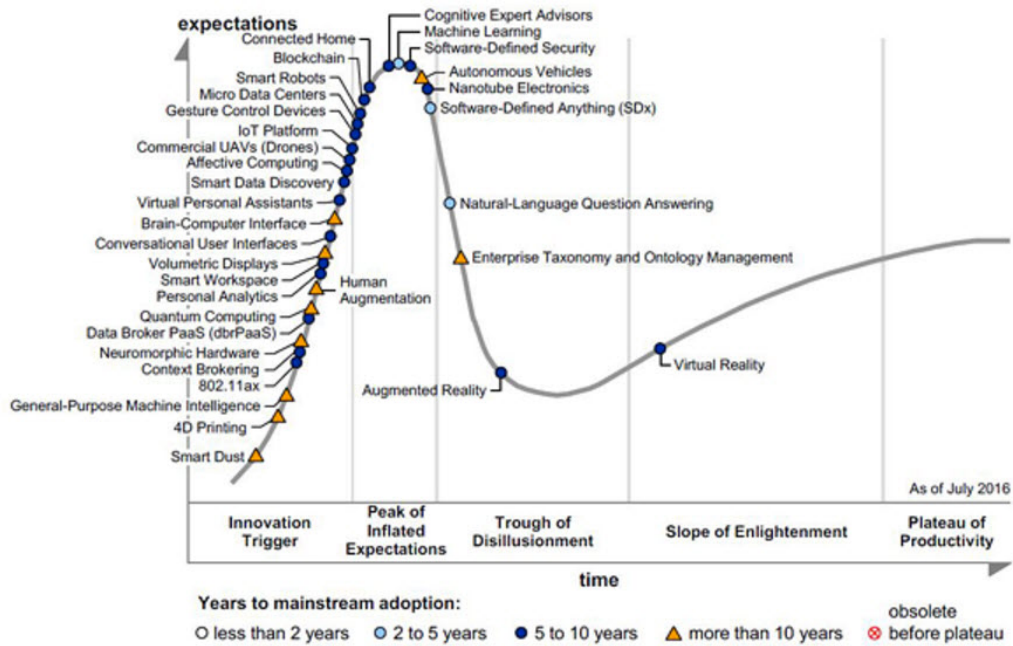 expectations
Cognitive Expert Advisors
Machine Learning
Software-Defined Security
Connected Home
Blockchain
Smart Robots
Micro Data Centers
Gesture Control Devices
IoT Platform
Commercial UAVs (Drones)
Affective Computing
Smart Data Discovery
Virtual Personal Assistants
Brain-Computer Interface
Conversational User Interfaces
Volumetric Displays
Smart Workspace
Personal Analytics
Quantum Computing
Data Broker PaaS (dbrPaaS)
Neuromorphic Hardware
Context Brokering
802.11ax
General-Purpose Machine Intelligence
4D Printing
Smart Dust
Human
Augmentation
Autonomous Vehicles
Nanotube Electronics
Software-Defined Anything (SDx)
Natural-Language Question Answering
Enterprise Taxonomy and Ontology Management
Augmented Reality
Virtual Reality
As of July 2016
Innovation
Trigger
Peak of
Inflated
Expectations
Trough of
Disillusionment
Slope of Enlightenment
Plateau of
Productivity
time
Years to mainstream adoption:
less than 2 years
2 to 5 years
5 to 10 years
more than 10 years
obsolete
before plateau